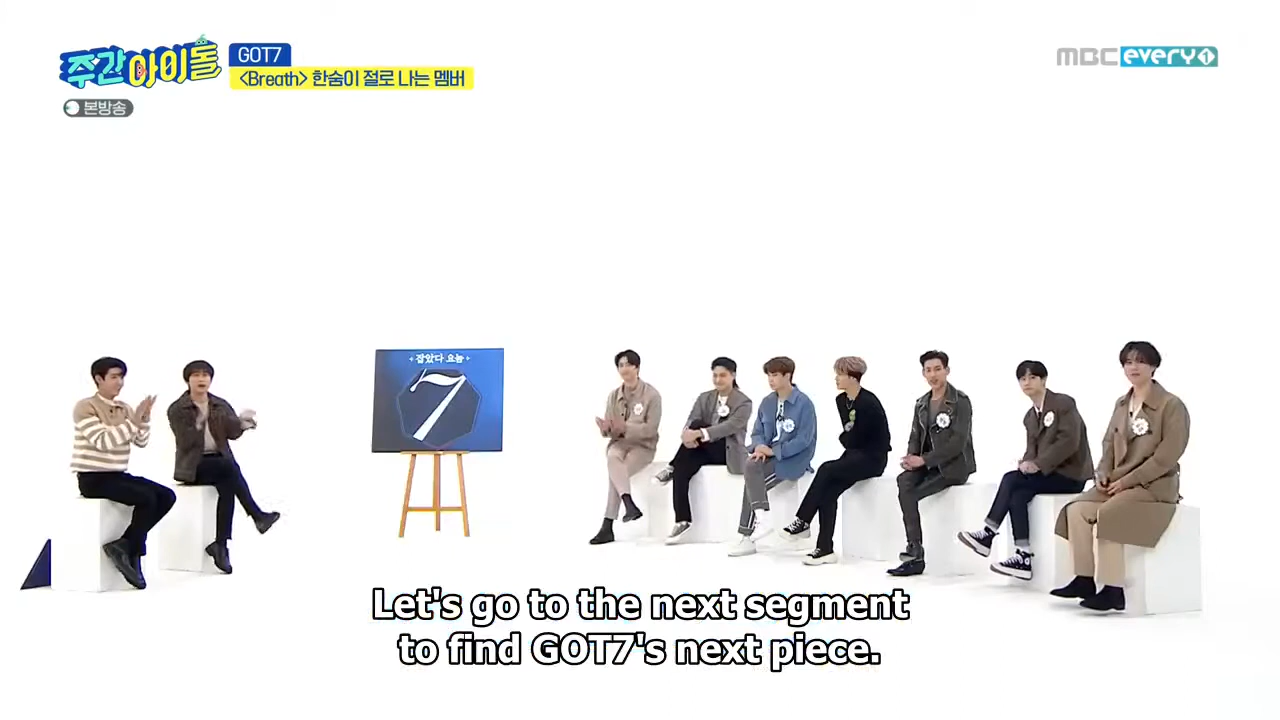 주간아이돌
GOT7
<Breath> 한숨이 절로 나는 멤버
본방송
MBC every1
잡았다 요놈
7
Let's go to the next segment
to find GOT7's next piece.